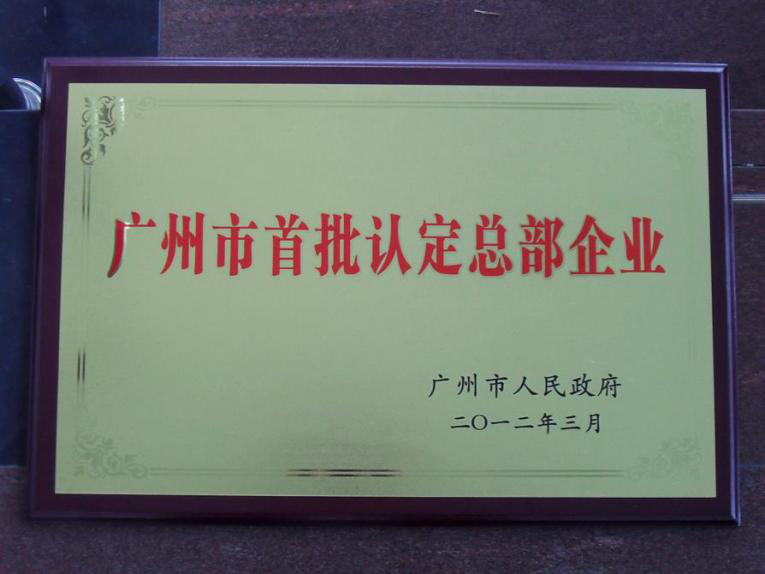 广州市首批认定总部企业
广州市人民政府
二〇一二年三月